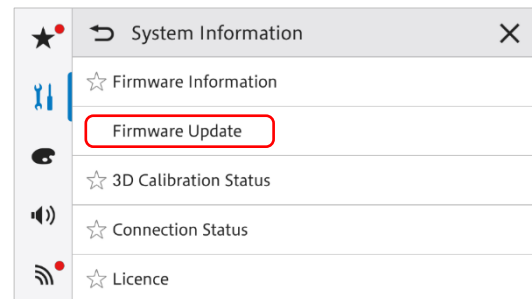 System Information
Firmware Information
Firmware Update
3D Calibration Status
Connection Status
Licence